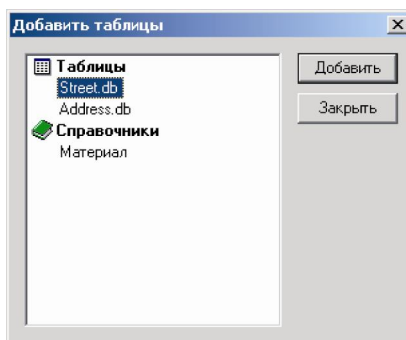 Добавить таблицы
Таблицы
Street.db
Address.db
Справочники
Материал
Добавить
Закрыть